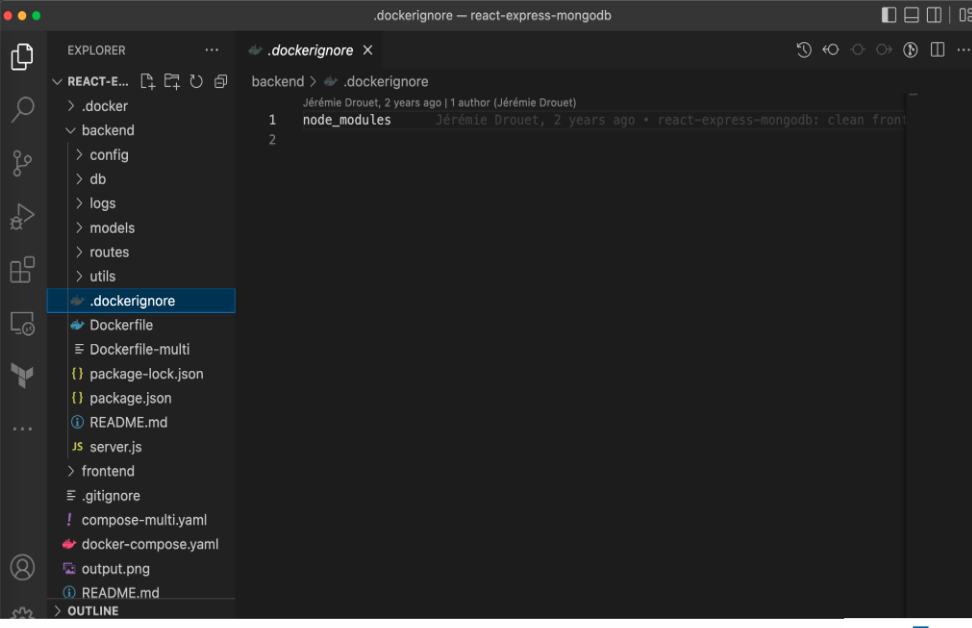 .dockerignore — react-express-mongodb
EXPLORER
.dockerignore
REACT-E...
backend > .dockerignore
.docker
Jérémie Drouet, 2 years ago | 1 author (Jérémie Drouet)
1 node_modules Jérémie Drouet, 2 years ago • react-express-mongodb: clean front
2
backend
config
db
logs
models
routes
utils
.dockerignore
Dockerfile
Dockerfile-multi
{} package-lock.json
{} package.json
README.md
JS server.js
frontend
.gitignore
! compose-multi.yaml
docker-compose.yaml
output.png
README.md
OUTLINE